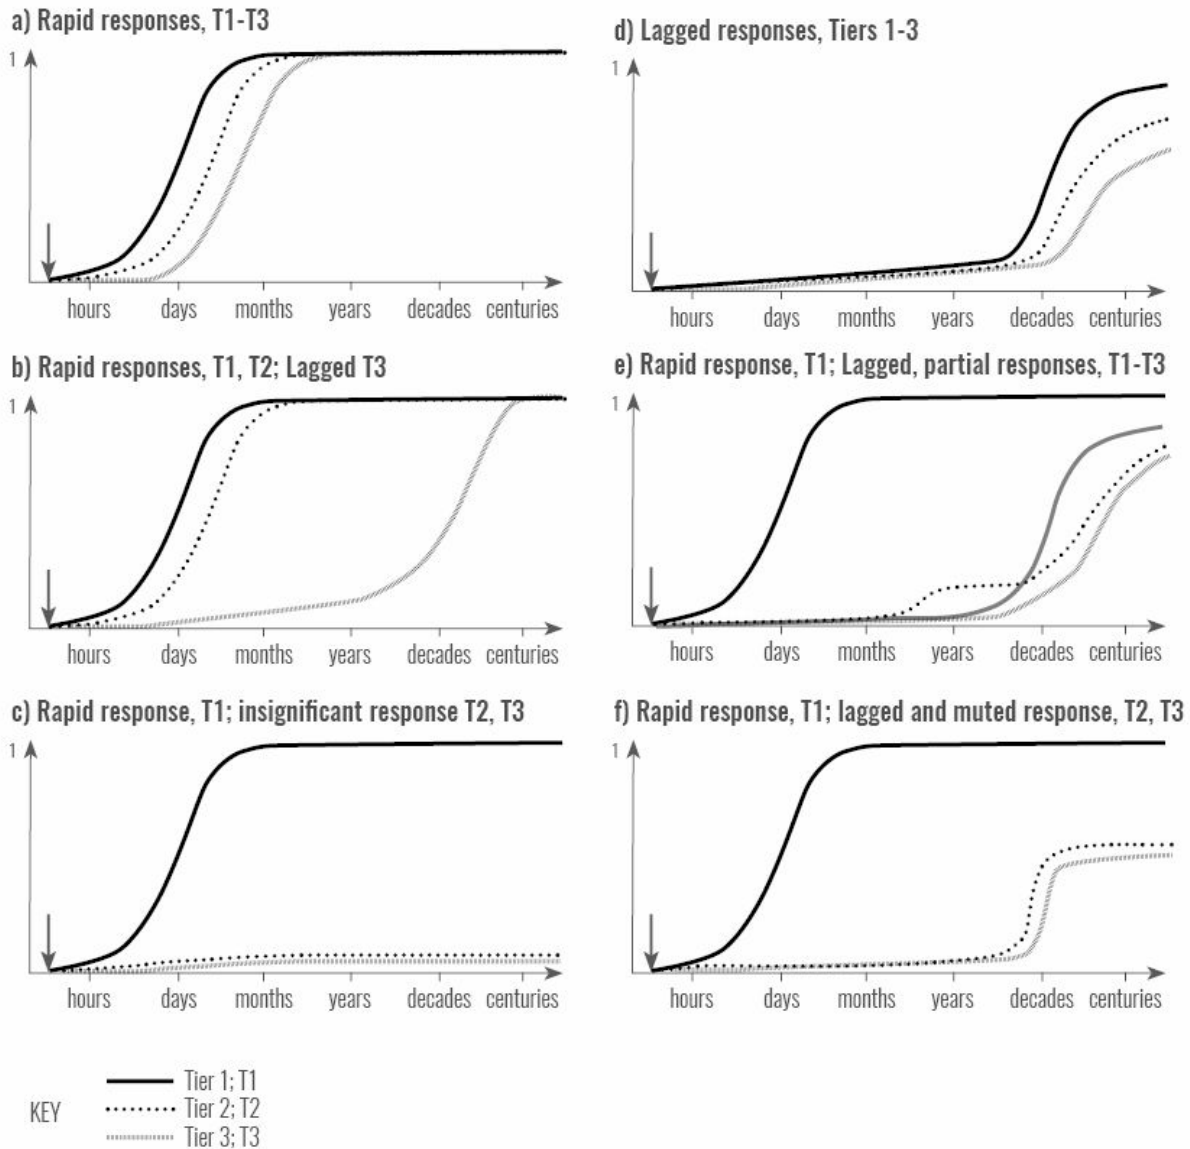 a) Rapid responses, T1-T3
1
hours days months years decades centuries
b) Rapid responses, T1, T2; Lagged T3
1
hours days months years decades centuries
c) Rapid response, T1; insignificant response T2, T3
1
hours days months years decades centuries
d) Lagged responses, Tiers 1-3
1
hours days months years decades centuries
e) Rapid response, T1; Lagged, partial responses, T1-T3
1
hours days months years decades centuries
f) Rapid response, T1; lagged and muted response, T2, T3
1
hours days months years decades centuries
KEY
Tier 1; T1
Tier 2; T2
Tier 3; T3